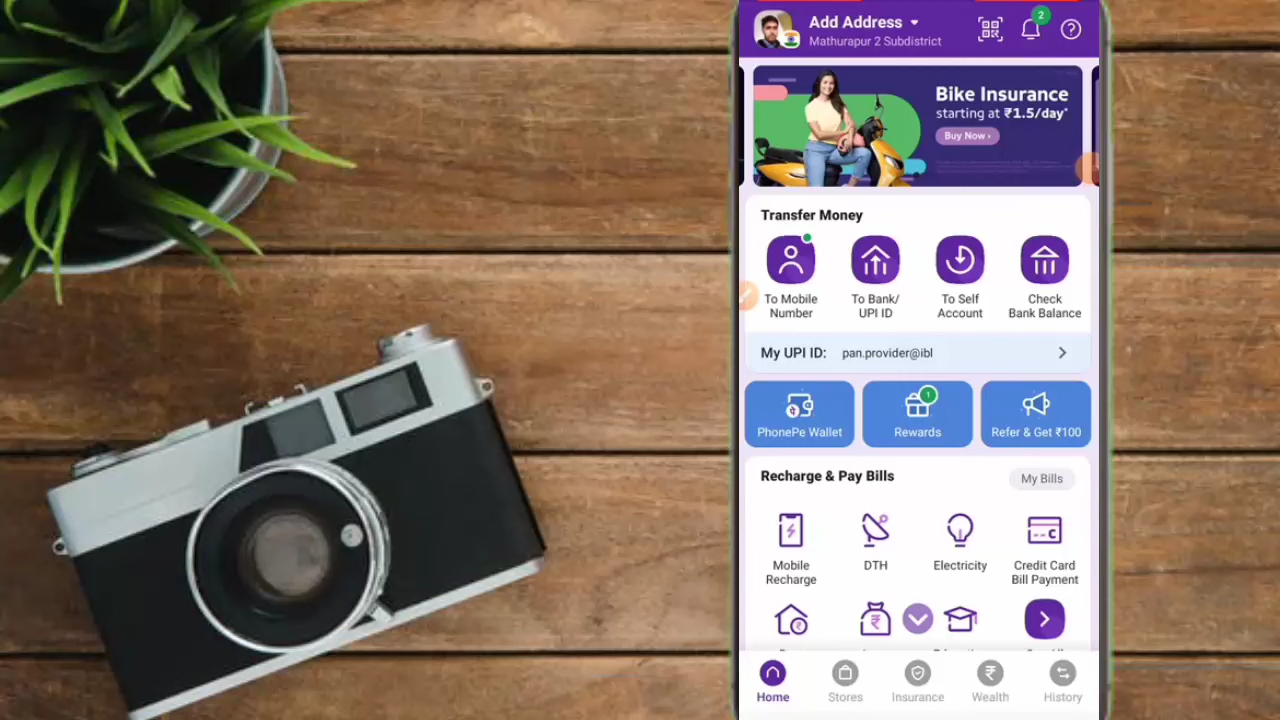 Add Address
Mathurapur 2 Subdistrict
2
Bike Insurance
starting at ₹1.5/day*
Buy Now ›
Transfer Money
To Mobile Number
To Bank/ UPI ID
To Self Account
Check Bank Balance
My UPI ID: pan.provider@ibl
1
PhonePe Wallet
Rewards
Refer & Get ₹100
Recharge & Pay Bills
My Bills
Mobile Recharge
DTH
Electricity
Credit Card Bill Payment
Home
Stores
Insurance
Wealth
History